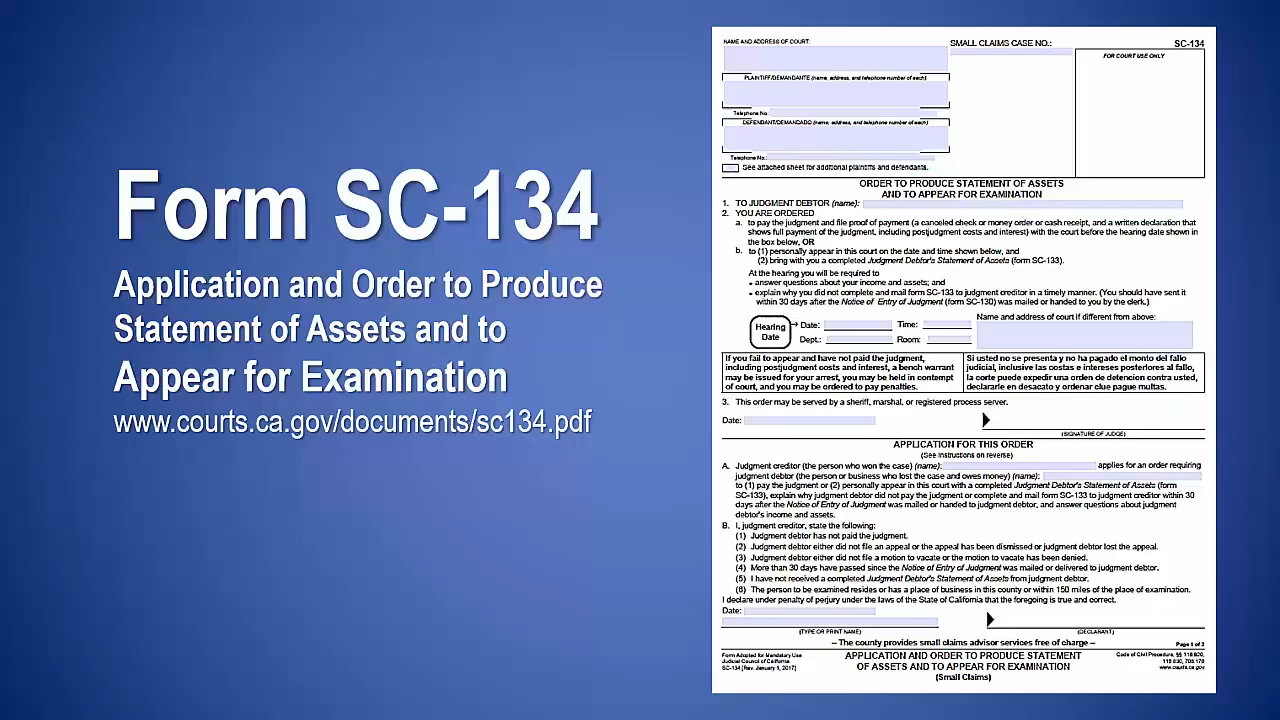 Form SC-134
Application and Order to Produce
Statement of Assets and to
Appear for Examination
www.courts.ca.gov/documents/sc134.pdf
NAME AND ADDRESS OF COURT:
SMALL CLAIMS CASE NO.:
SC-134
FOR COURT USE ONLY
PLAINTIFF/DEMANDANTE (name, address, and telephone number of each):
Telephone No.:
DEFENDANT/DEMANDADO (name, address, and telephone number of each):
Telephone No.:
See attached sheet for additional plaintiffs and defendants.
ORDER TO PRODUCE STATEMENT OF ASSETS
AND TO APPEAR FOR EXAMINATION
1. TO JUDGMENT DEBTOR (name):
2. YOU ARE ORDERED
a. to pay the judgment and file proof of payment (a canceled check or money order or cash receipt, and a written declaration that
shows full payment of the judgment, including postjudgment costs and interest) with the court before the hearing date shown in
the box below, OR
b. to (1) personally appear in this court on the date and time shown below, and
(2) bring with you a completed Judgment Debtor's Statement of Assets (form SC-133).
At the hearing you will be required to
• answer questions about your income and assets; and
• explain why you did not complete and mail form SC-133 to judgment creditor in a timely manner. (You should have sent it
within 30 days after the Notice of Entry of Judgment (form SC-130) was mailed or handed to you by the clerk.)
Hearing
Date
Date:
Time:
Name and address of court if different from above:
Dept.:
Room:
If you fail to appear and have not paid the judgment,
including postjudgment costs and interest, a bench warrant
may be issued for your arrest, you may be held in contempt
of court, and you may be ordered to pay penalties.
Si usted no se presenta y no ha pagado el monto del fallo
judicial, inclusive las costas e intereses posteriores al fallo,
la corte puede expedir una orden de detencion contra usted,
declararle en desacato y ordenar clue pague multas.
3. This order may be served by a sheriff, marshal, or registered process server.
Date:
(SIGNATURE OF JUDGE)
APPLICATION FOR THIS ORDER
(See instructions on reverse)
A. Judgment creditor (the person who won the case) (name): applies for an order requiring
judgment debtor (the person or business who lost the case and owes money) (name):
to (1) pay the judgment or (2) personally appear in this court with a completed Judgment Debtor's Statement of Assets (form
SC-133), explain why judgment debtor did not pay the judgment or complete and mail form SC-133 to judgment creditor within 30
days after the Notice of Entry of Judgment was mailed or handed to judgment debtor, and answer questions about judgment
debtor's income and assets.
B. I, judgment creditor, state the following:
(1) Judgment debtor has not paid the judgment.
(2) Judgment debtor either did not file an appeal or the appeal has been dismissed or judgment debtor lost the appeal.
(3) Judgment debtor either did not file a motion to vacate or the motion to vacate has been denied.
(4) More than 30 days have passed since the Notice of Entry of Judgment was mailed or delivered to judgment debtor.
(5) I have not received a completed Judgment Debtor's Statement of Assets from judgment debtor.
(6) The person to be examined resides or has a place of business in this county or within 150 miles of the place of examination.
I declare under penalty of perjury under the laws of the State of California that the foregoing is true and correct.
Date:
(TYPE OR PRINT NAME)
(DECLARANT)
– The county provides small claims advisor services free of charge –
Page 1 of 2
Form Adopted for Mandatory Use
Judicial Council of California
SC-134 [Rev. January 1, 2017]
APPLICATION AND ORDER TO PRODUCE STATEMENT
OF ASSETS AND TO APPEAR FOR EXAMINATION
(Small Claims)
Code of Civil Procedure, §§ 116.820,
116.830, 708.170
www.courts.ca.gov